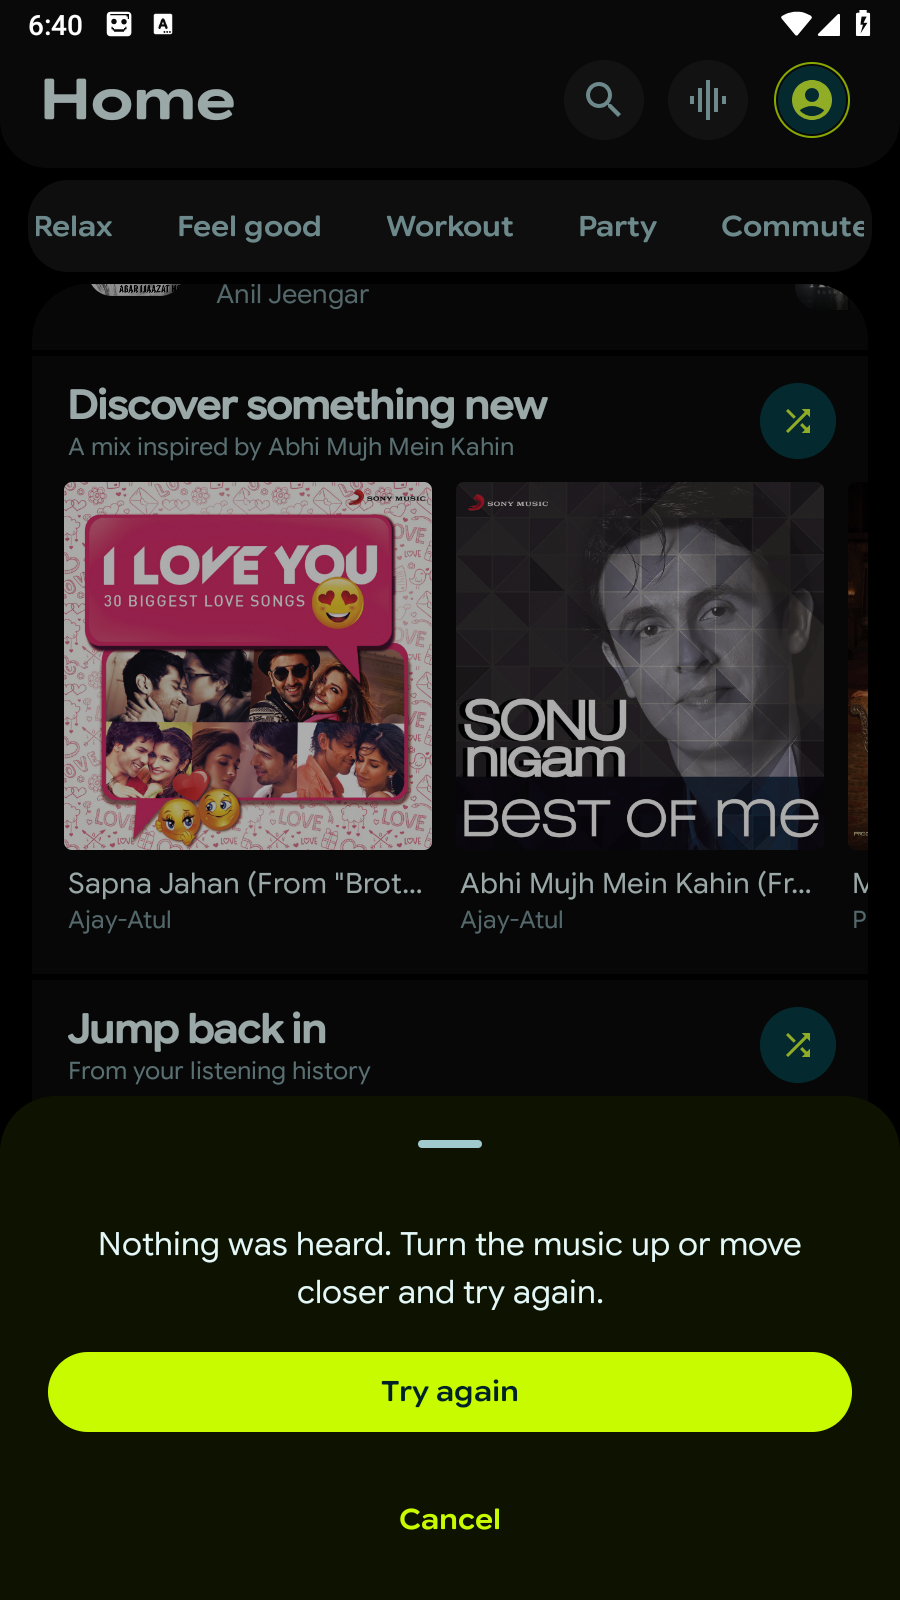 6:40
Home
Relax Feel good Workout Party Commute
Anil Jeengar
Discover something new
A mix inspired by Abhi Mujh Mein Kahin
SONY MUSIC
I LOVE YOU
30 BIGGEST LOVE SONGS
SONY MUSIC
SONU
nigam
BEST OF me
Sapna Jahan (From "Brot...
Ajay-Atul
Abhi Mujh Mein Kahin (Fr...
Ajay-Atul
M
P
Jump back in
From your listening history
Nothing was heard. Turn the music up or move
closer and try again.
Try again
Cancel